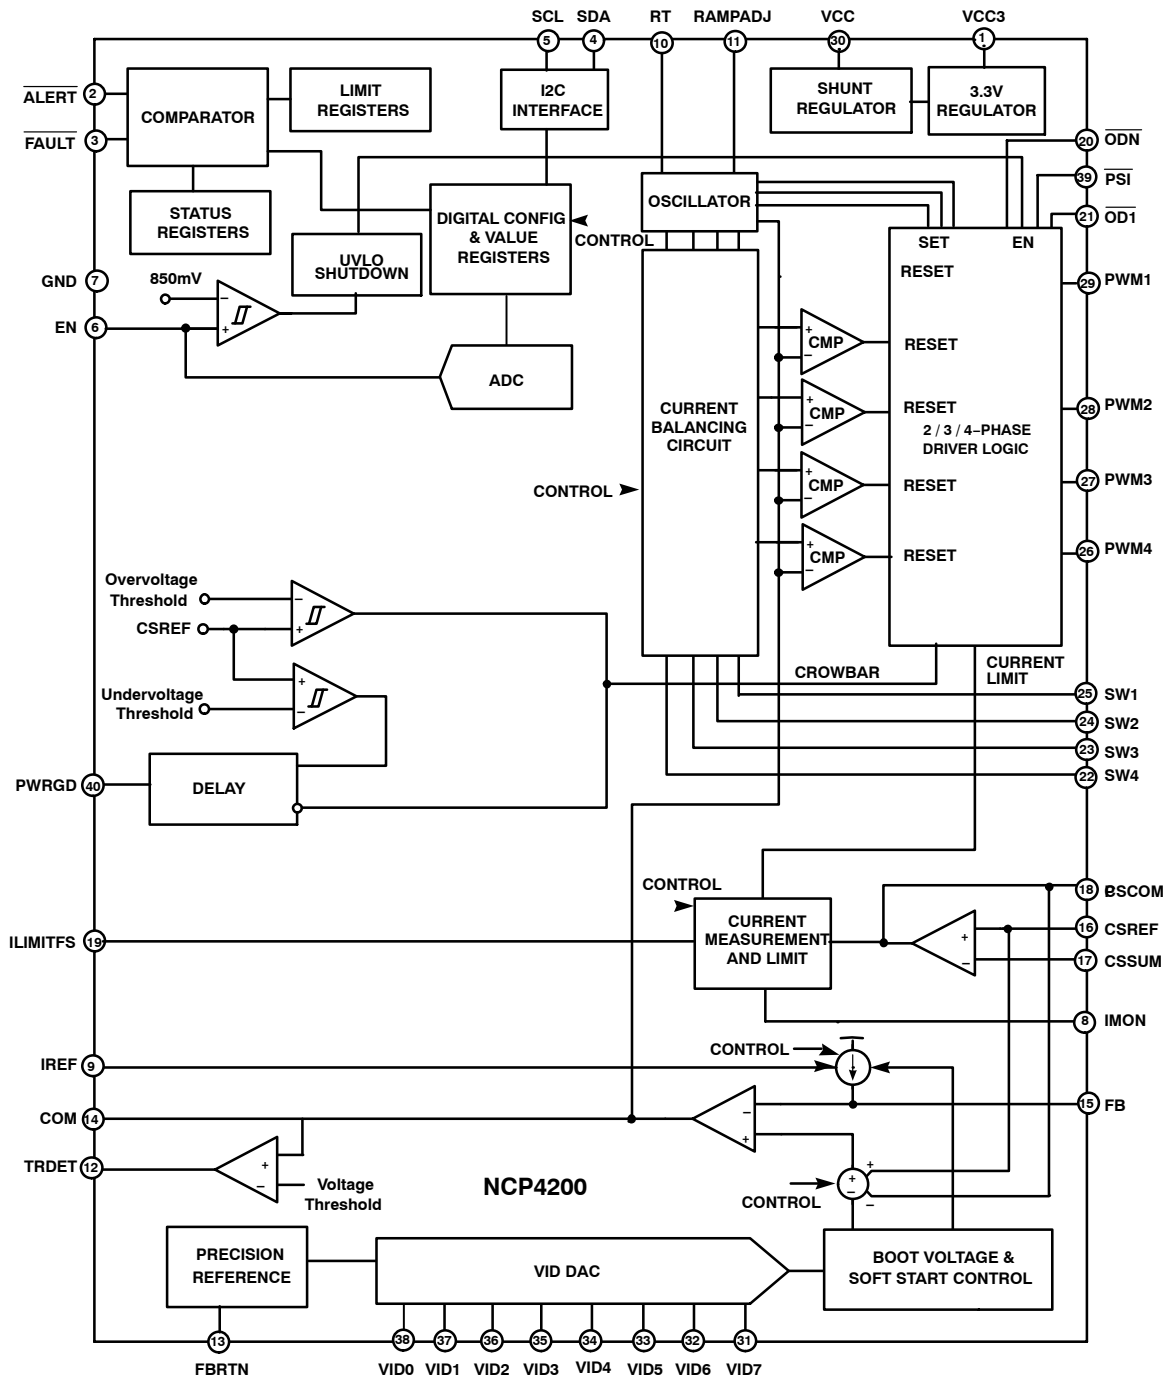 SCL SDA RT RAMPADJ VCC VCC3
5 4 10 11 30 1
ALERT 2
FAULT 3
COMPARATOR
LIMIT
REGISTERS
I2C
INTERFACE
SHUNT
REGULATOR
3.3V
REGULATOR
20 ODN
39 PSI
21 OD1
STATUS
REGISTERS
UVLO
SHUTDOWN
DIGITAL CONFIG
& VALUE
REGISTERS
CONTROL
OSCILLATOR
SET EN
RESET
GND 7
850mV
EN 6
−
+
ADC
29 PWM1
+
CMP
−
RESET
28 PWM2
+
CMP
−
RESET
2 / 3 / 4−PHASE
DRIVER LOGIC
CURRENT
BALANCING
CIRCUIT
CONTROL
27 PWM3
+
CMP
−
RESET
26 PWM4
+
CMP
−
RESET
Overvoltage
Threshold
CSREF
−
+
Undervoltage
Threshold
+
−
CROWBAR
CURRENT
LIMIT
25 SW1
24 SW2
23 SW3
22 SW4
PWRGD 40
DELAY
CONTROL
CURRENT
MEASUREMENT
AND LIMIT
ILIMITFS 19
18 CSCOM
16 CSREF
17 CSSUM
+
−
8 IMON
IREF 9
CONTROL
COM 14
−
+
15 FB
TRDET 12
+
−
Voltage
Threshold
NCP4200
CONTROL
+
−
+
−
PRECISION
REFERENCE
VID DAC
BOOT VOLTAGE &
SOFT START CONTROL
13 38 37 36 35 34 33 32 31
FBRTN VID0 VID1 VID2 VID3 VID4 VID5 VID6 VID7